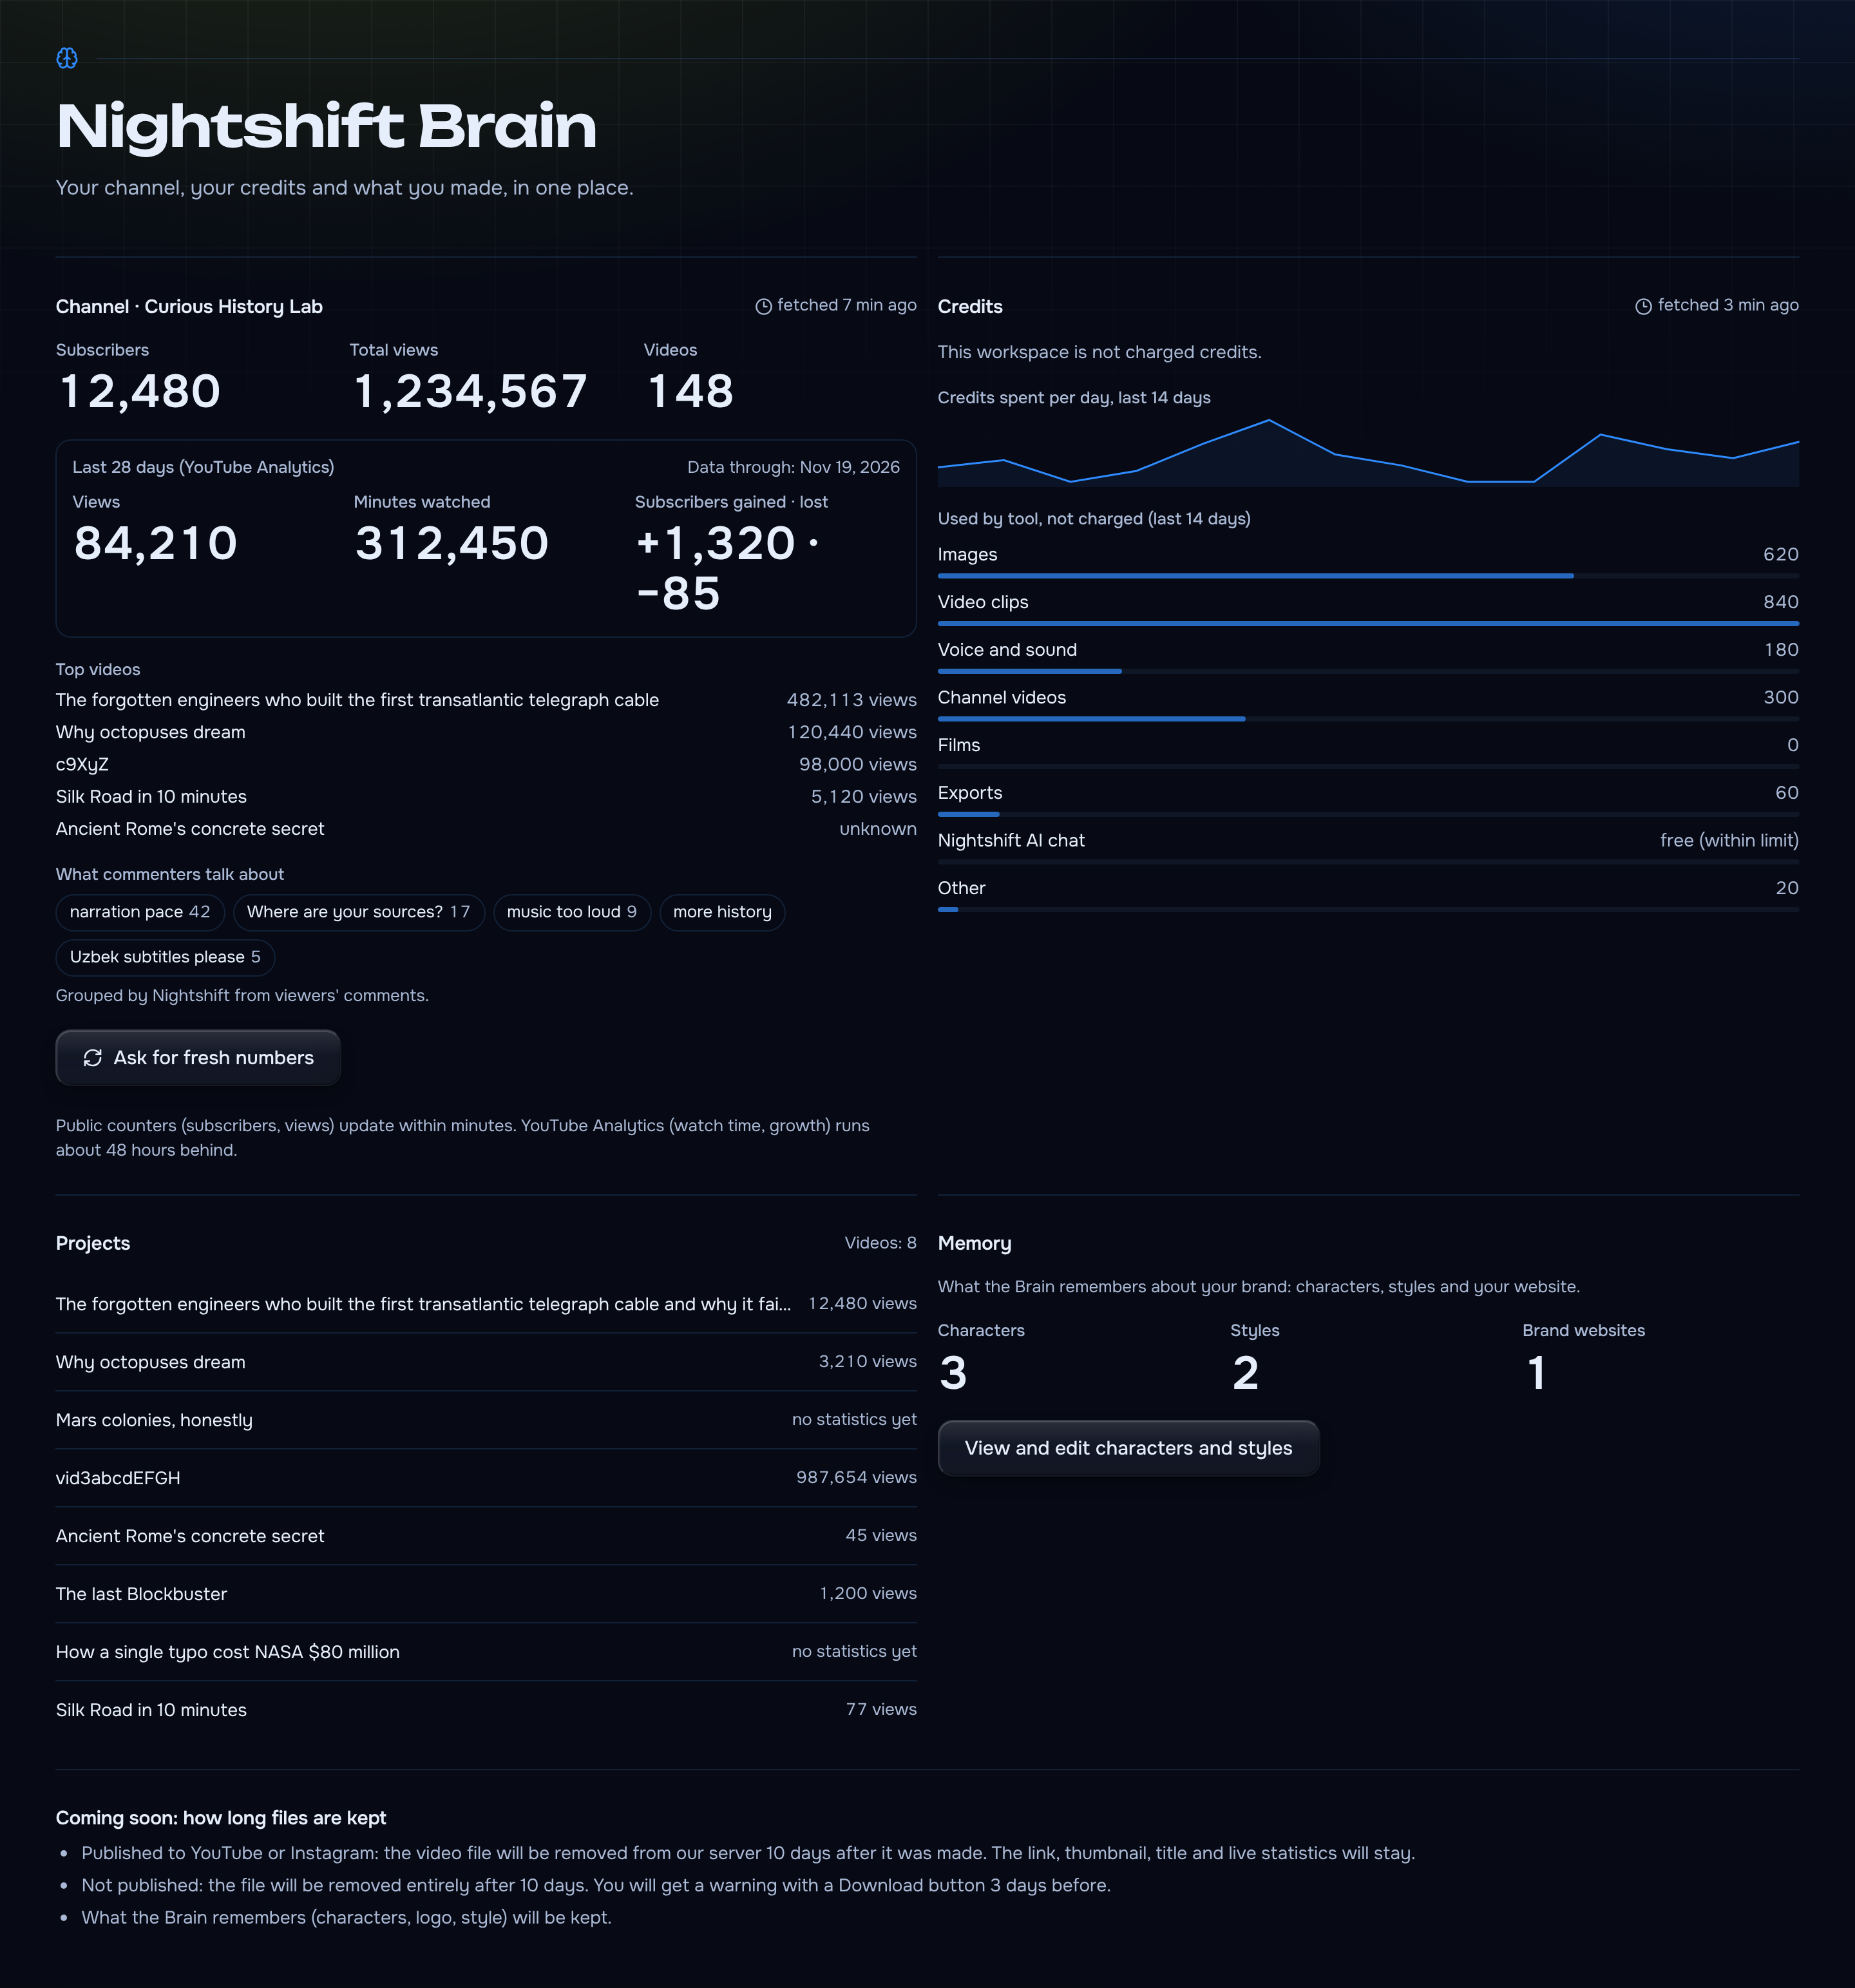 Nightshift Brain
Your channel, your credits and what you made, in one place.
Channel · Curious History Lab
fetched 7 min ago
Subscribers
Total views
Videos
12,480
1,234,567
148
Last 28 days (YouTube Analytics)
Data through: Nov 19, 2026
Views
Minutes watched
Subscribers gained · lost
84,210
312,450
+1,320 ·
−85
Top videos
The forgotten engineers who built the first transatlantic telegraph cable
482,113 views
Why octopuses dream
120,440 views
c9XyZ
98,000 views
Silk Road in 10 minutes
5,120 views
Ancient Rome's concrete secret
unknown
What commenters talk about
narration pace 42
Where are your sources? 17
music too loud 9
more history
Uzbek subtitles please 5
Grouped by Nightshift from viewers' comments.
Ask for fresh numbers
Public counters (subscribers, views) update within minutes. YouTube Analytics (watch time, growth) runs
about 48 hours behind.
Credits
fetched 3 min ago
This workspace is not charged credits.
Credits spent per day, last 14 days
Used by tool, not charged (last 14 days)
Images
620
Video clips
840
Voice and sound
180
Channel videos
300
Films
0
Exports
60
Nightshift AI chat
free (within limit)
Other
20
Projects
Videos: 8
The forgotten engineers who built the first transatlantic telegraph cable and why it fai...
12,480 views
Why octopuses dream
3,210 views
Mars colonies, honestly
no statistics yet
vid3abcdEFGH
987,654 views
Ancient Rome's concrete secret
45 views
The last Blockbuster
1,200 views
How a single typo cost NASA $80 million
no statistics yet
Silk Road in 10 minutes
77 views
Memory
What the Brain remembers about your brand: characters, styles and your website.
Characters
Styles
Brand websites
3
2
1
View and edit characters and styles
Coming soon: how long files are kept
• Published to YouTube or Instagram: the video file will be removed from our server 10 days after it was made. The link, thumbnail, title and live statistics will stay.
• Not published: the file will be removed entirely after 10 days. You will get a warning with a Download button 3 days before.
• What the Brain remembers (characters, logo, style) will be kept.